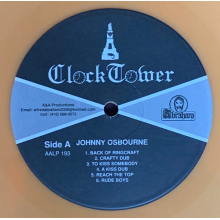 Clock Tower
A&A Productions
Abraham
Side A
JOHNNY OSBOURNE
AALP 193
1. BACK OF RINGCRAFT
2. CRAFTY DUB
3. TO KISS SOMEBODY
4. A KISS DUB
5. REACH THE TOP
6. RUDE BOYS